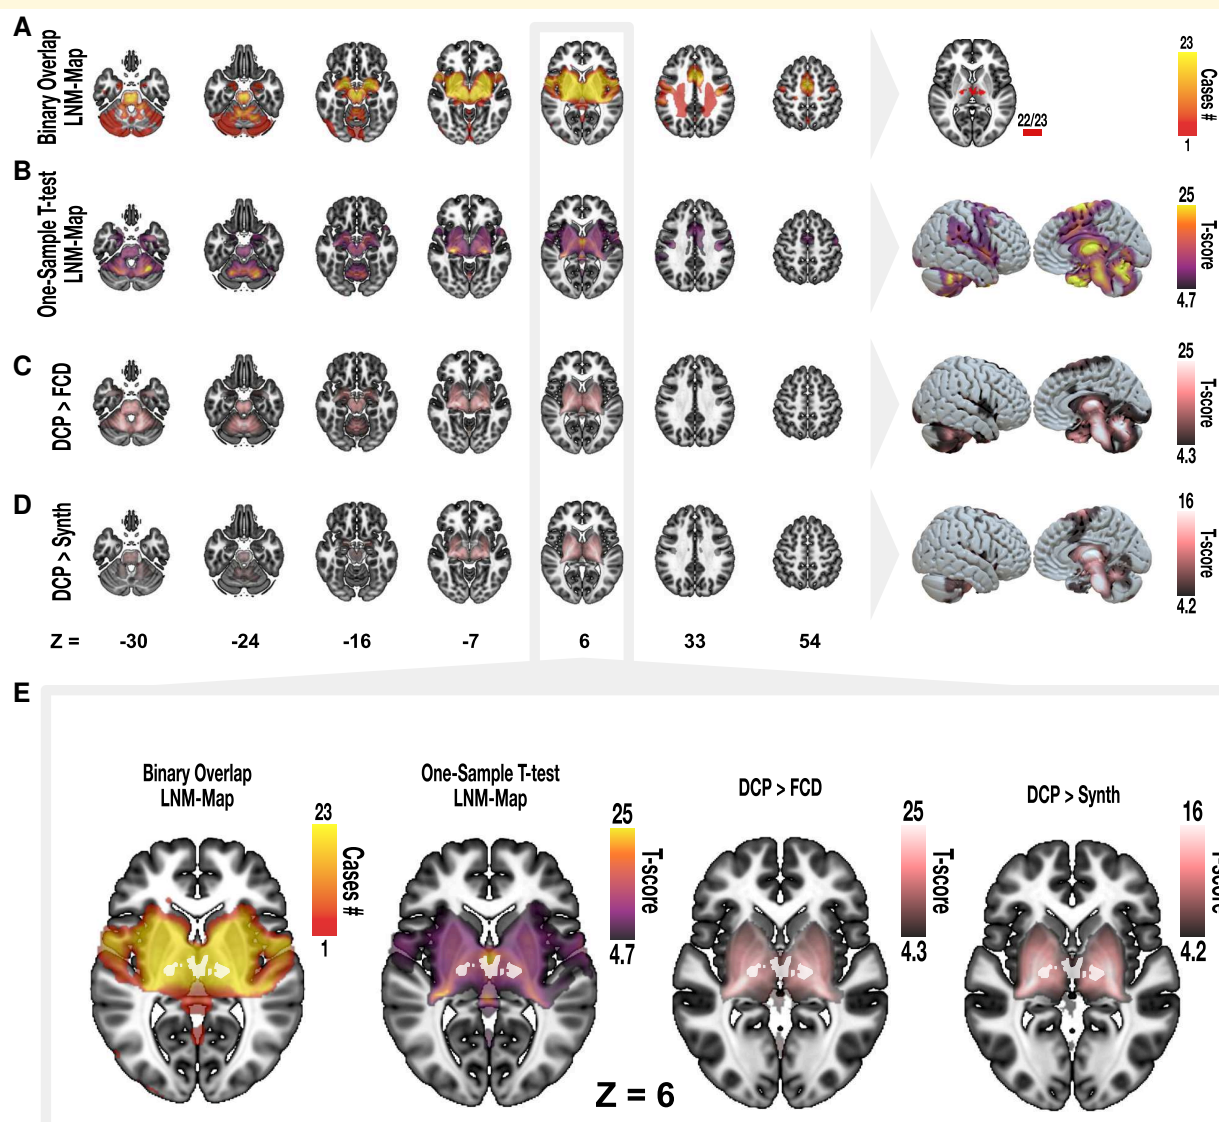 A
Binary Overlap
LNM-Map
22/23
23
Cases #
1
B
One-Sample T-test
LNM-Map
25
T-score
4.7
C
DCP > FCD
25
T-score
4.3
D
DCP > Synth
16
T-score
4.2
Z = -30 -24 -16 -7 6 33 54
E
Binary Overlap
LNM-Map
23
Cases #
1
One-Sample T-test
LNM-Map
25
T-score
4.7
DCP > FCD
25
T-score
4.3
DCP > Synth
16
T-score
4.2
Z = 6